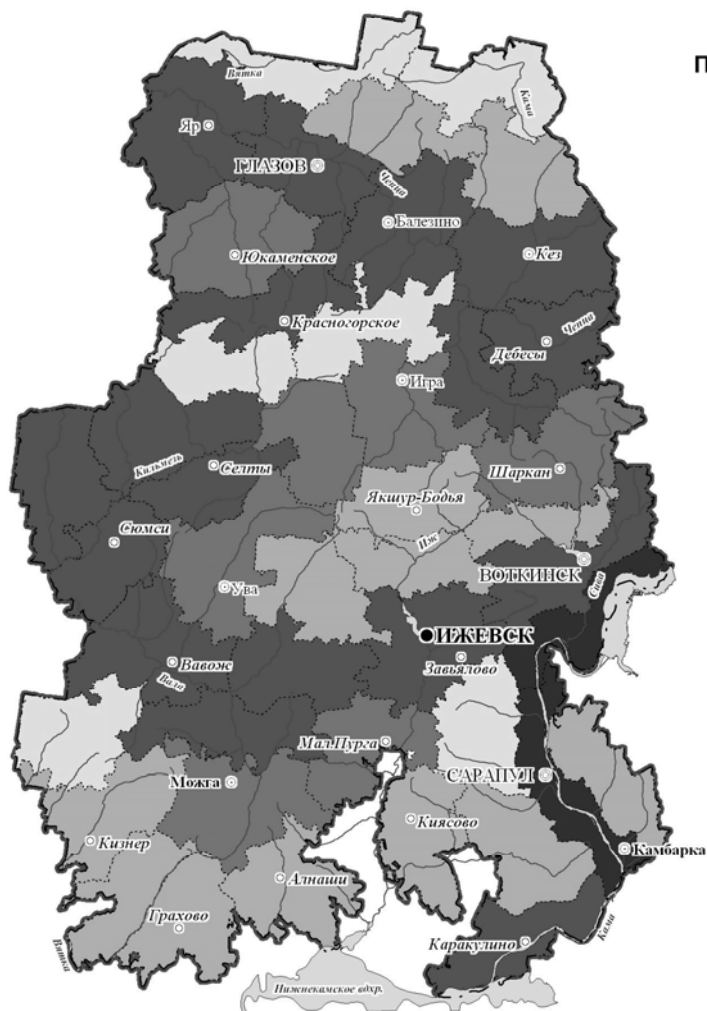 П
Вятка
Кама
Яр
ГЛАЗОВ
Чепца
Балезино
Юкаменское
Кез
Красногорское
Чепца
Дебесы
Игра
Кильмезь
Селты
Шаркан
Якшур-Бодья
Сюмси
Иж
ВОТКИНСК
Сива
Ува
ИЖЕВСК
Завьялово
Вавож
Вала
Мал.Пурга
САРАПУЛ
Можга
Киясово
Кизнер
Камбарка
Алнаши
Грахово
Кама
Каракулино
Вятка
Нижнекамское вдхр.